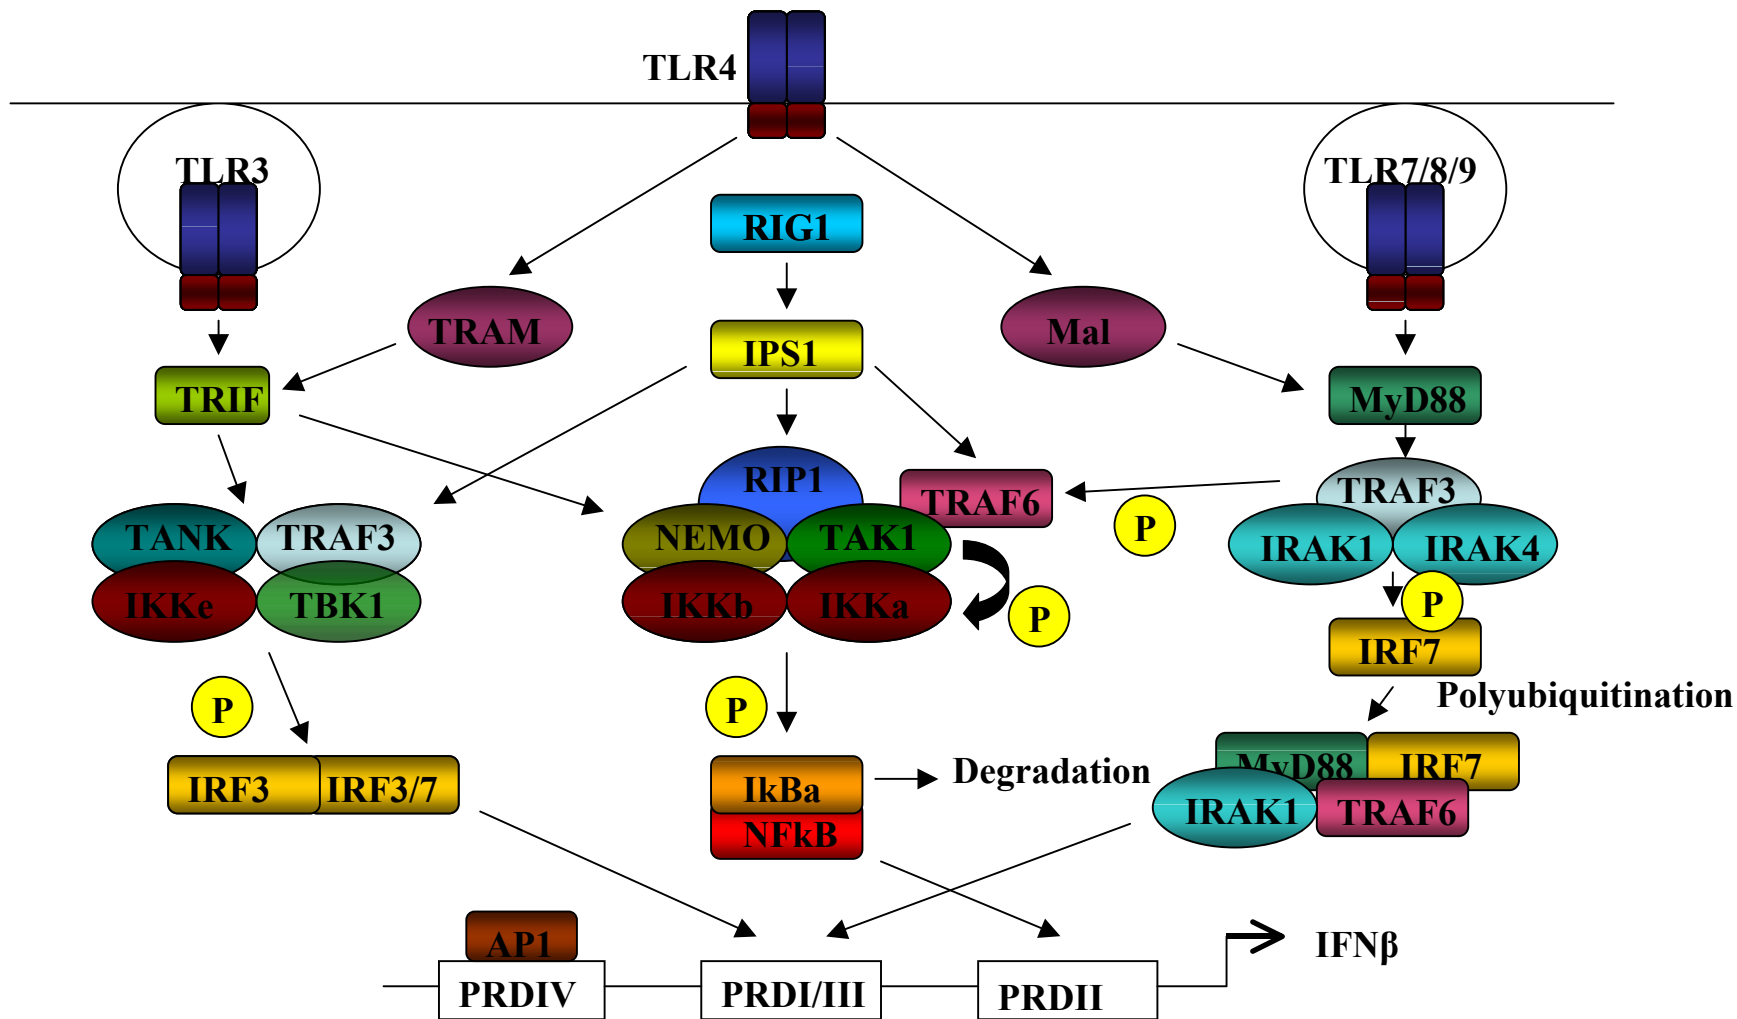 TLR4
TLR3
TLR7/8/9
RIG1
TRAM
IPS1
Mal
TRIF
MyD88
RIP1
TRAF6
TRAF3
TANK
TRAF3
NEMO
TAK1
P
IRAK1
IRAK4
IKKe
TBK1
IKKb
IKKa
P
P
IRF7
P
P
Polyubiquitination
IRF3
IRF3/7
IkBa
Degradation
MyD88
IRF7
NFkB
IRAK1
TRAF6
AP1
IFNβ
PRDIV
PRDI/III
PRDII